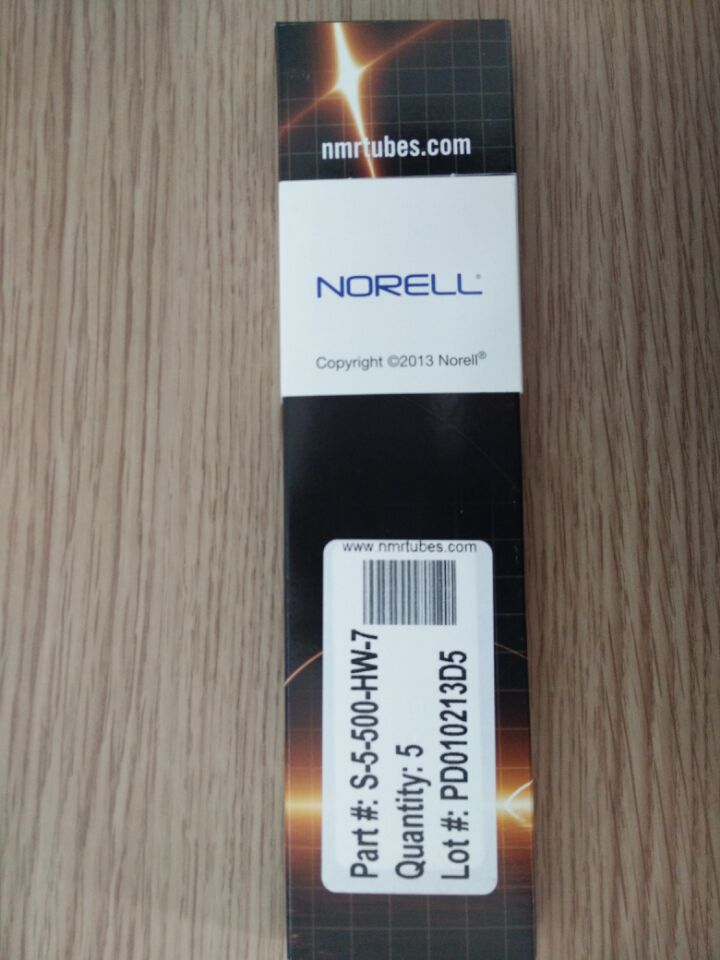 nmrtubes.com
NORELL®
Copyright ©2013 Norell®
www.nmrtubes.com
Part #: S-5-500-HW-7
Quantity: 5
Lot #: PD010213D5